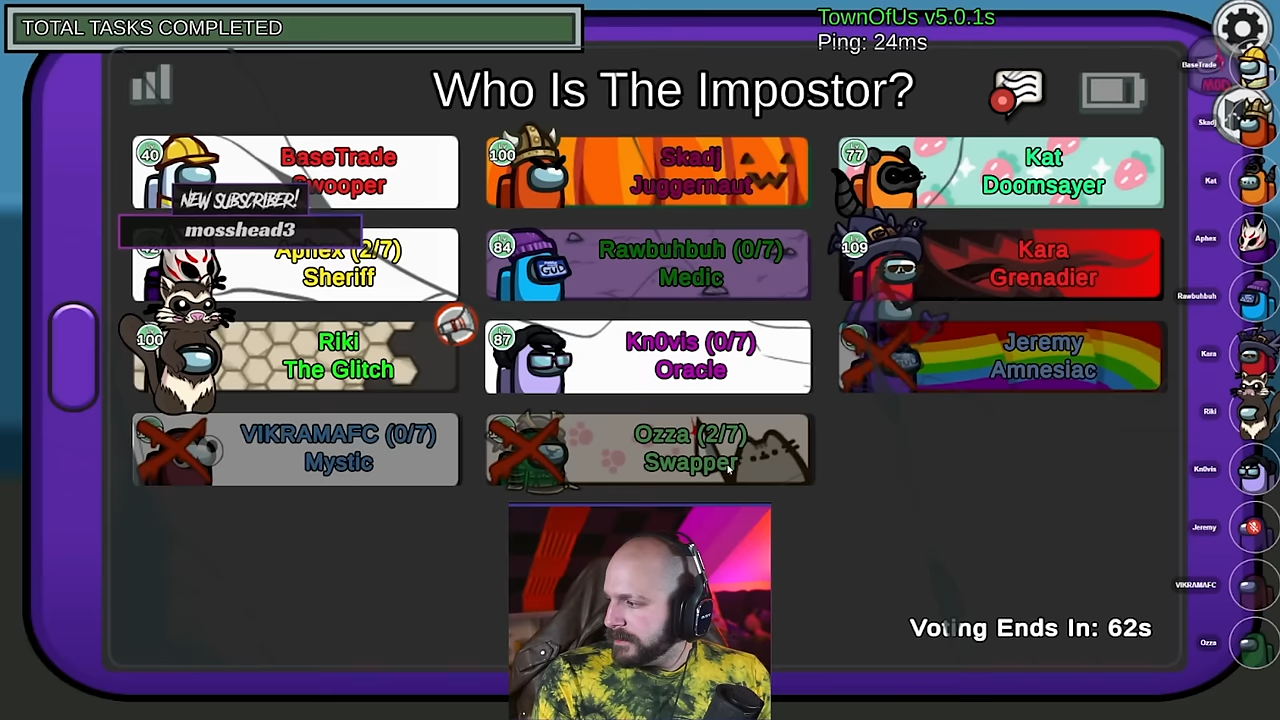 TOTAL TASKS COMPLETED
TownOfUs v5.0.1s
Ping: 24ms
Who Is The Impostor?
40
BaseTrade
Swooper
100
Skadj
Juggernaut
77
Kat
Doomsayer
NEW SUBSCRIBER!
mosshead3
Aphex (2/7)
Sheriff
84
Rawbuhbuh (0/7)
Medic
109
Kara
Grenadier
100
Riki
The Glitch
87
Kn0vis (0/7)
Oracle
Jeremy
Amnesiac
VIKRAMAFC (0/7)
Mystic
Ozza (2/7)
Swapper
Voting Ends In: 62s
BaseTrade
MOD
Skadj
Kat
Aphex
Rawbuhbuh
Kara
Riki
Kn0vis
Jeremy
VIKRAMAFC
Ozza